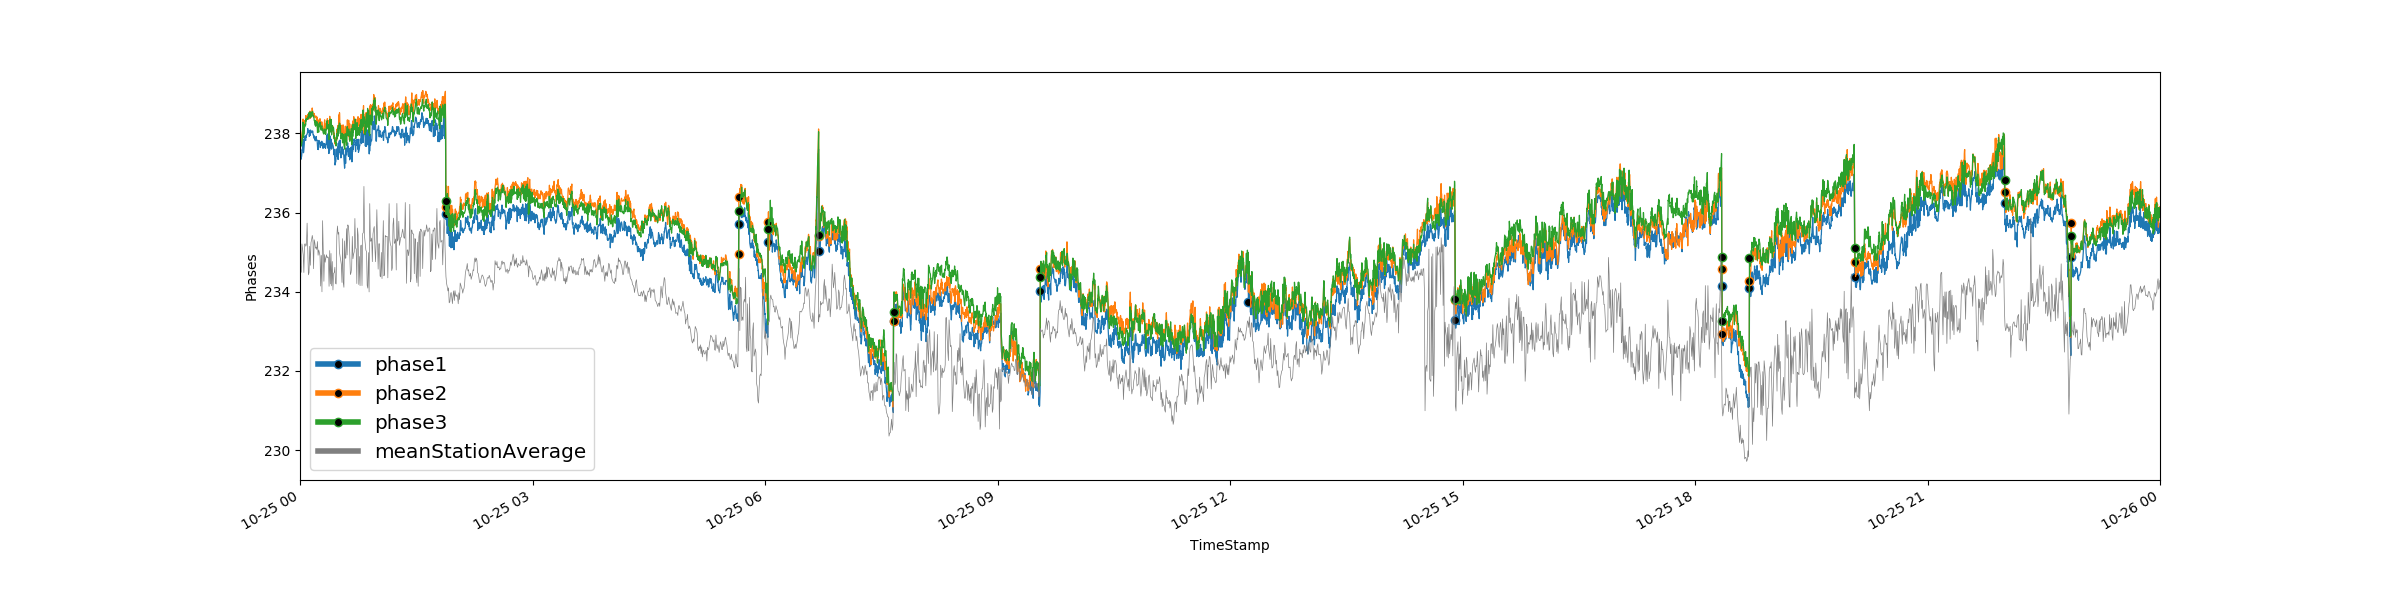 238
236
234
232
230
Phases
phase1
phase2
phase3
meanStationAverage
10-25 00
10-25 03
10-25 06
10-25 09
10-25 12
10-25 15
10-25 18
10-25 21
10-26 00
TimeStamp